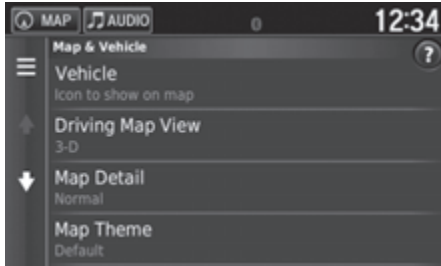 MAP AUDIO 0 12:34
Map & Vehicle ?
Vehicle
Icon to show on map
Driving Map View
3-D
Map Detail
Normal
Map Theme
Default